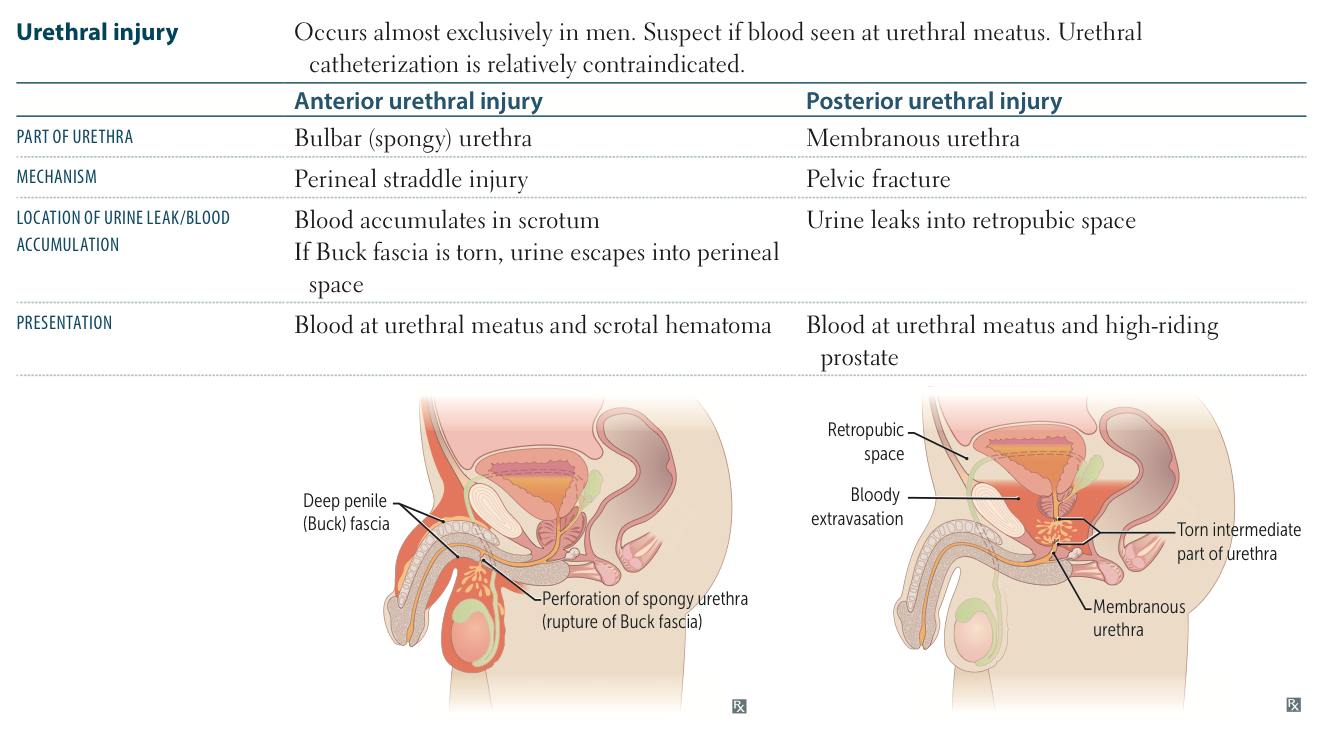 Urethral injury
Occurs almost exclusively in men. Suspect if blood seen at urethral meatus. Urethral
catheterization is relatively contraindicated.
Anterior urethral injury
Posterior urethral injury
PART OF URETHRA
Bulbar (spongy) urethra
Membranous urethra
MECHANISM
Perineal straddle injury
Pelvic fracture
LOCATION OF URINE LEAK/BLOOD
ACCUMULATION
Blood accumulates in scrotum
If Buck fascia is torn, urine escapes into perineal
space
Urine leaks into retropubic space
PRESENTATION
Blood at urethral meatus and scrotal hematoma
Blood at urethral meatus and high-riding
prostate
Deep penile
(Buck) fascia
Perforation of spongy urethra
(rupture of Buck fascia)
Rx
Retropubic
space
Bloody
extravasation
Torn intermediate
part of urethra
Membranous
urethra
Rx